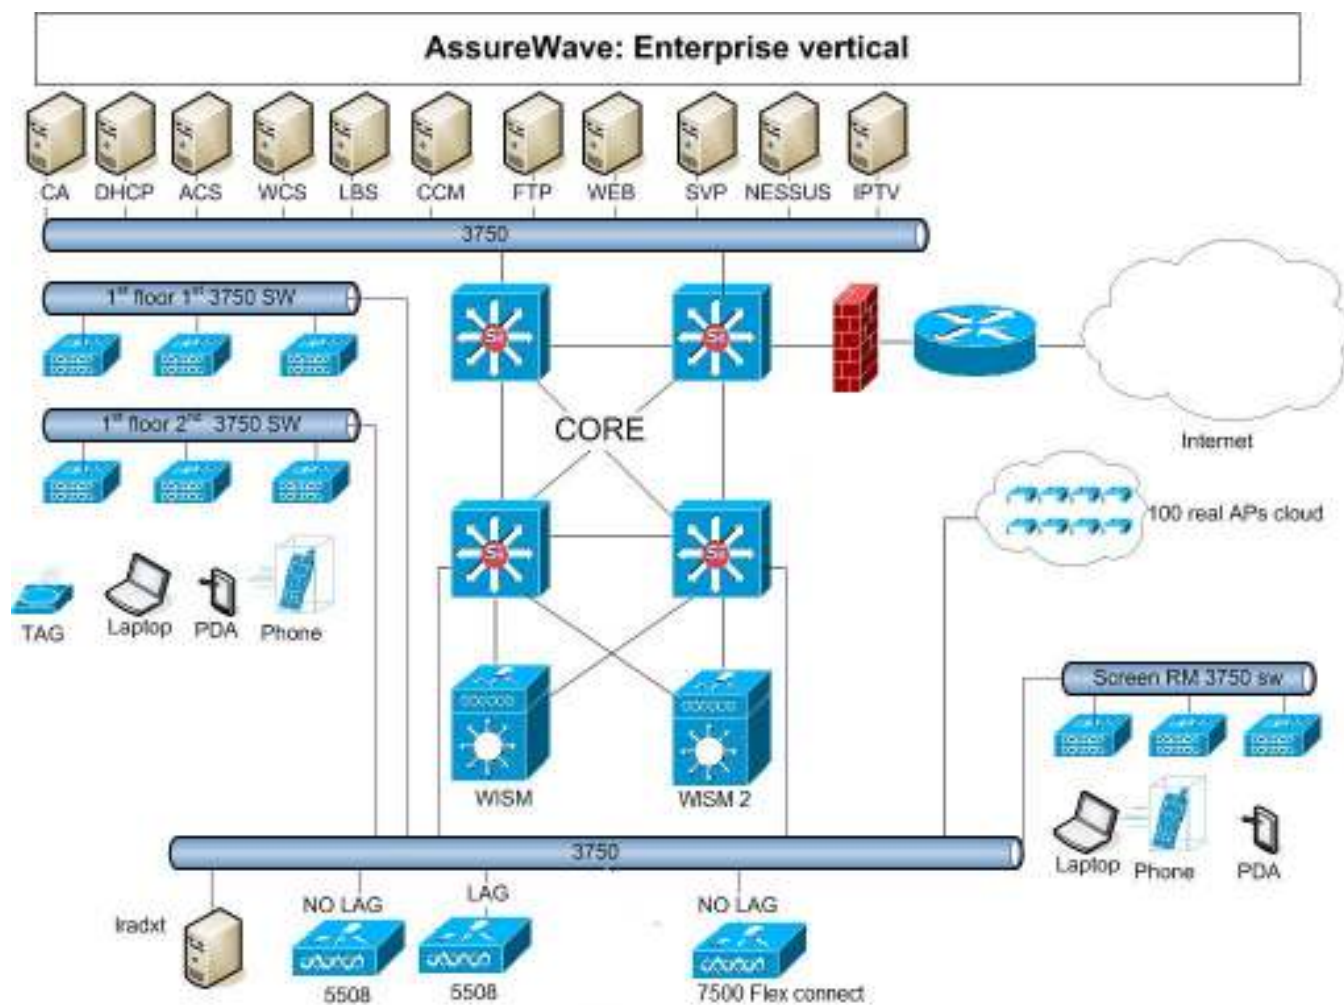 AssureWave: Enterprise vertical
CA DHCP ACS WCS LBS CCM FTP WEB SVP NESSUS IPTV
3750
1st floor 1st 3750 SW
1st floor 2nd 3750 SW
CORE
Internet
100 real APs cloud
TAG Laptop PDA Phone
Screen RM 3750 sw
WISM
WISM 2
Laptop Phone PDA
3750
Iradxt
NO LAG
LAG
NO LAG
5508
5508
7500 Flex connect